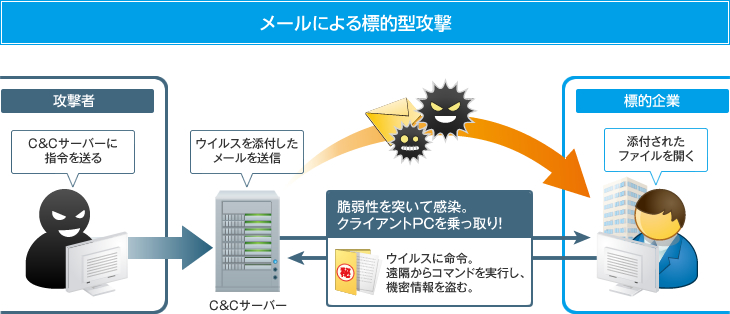 メールによる標的型攻撃
攻撃者
標的企業
C&Cサーバーに
指令を送る
ウイルスを添付した
メールを送信
添付された
ファイルを開く
脆弱性を突いて感染。
クライアントPCを乗っ取り!
㊙
ウイルスに命令。
遠隔からコマンドを実行し、
機密情報を盗む。
C&Cサーバー